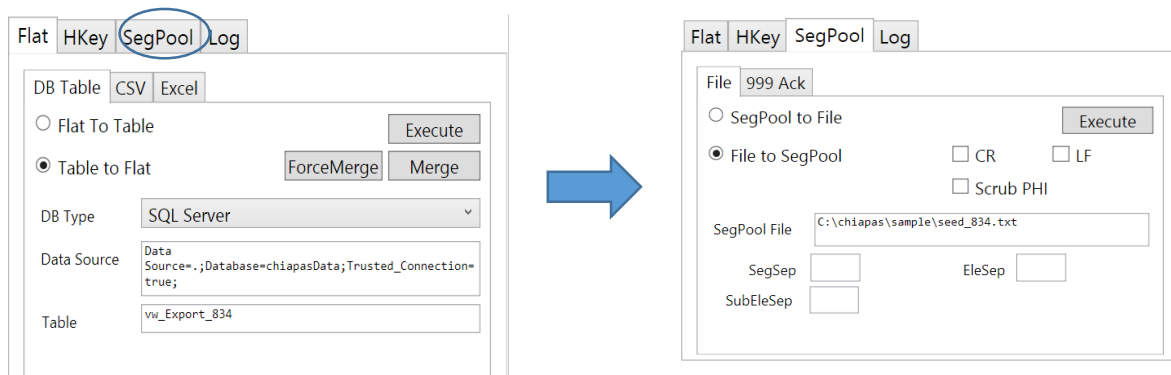 Flat HKey SegPool Log
DB Table CSV Excel
Flat To Table Execute
Table to Flat ForceMerge Merge
DB Type SQL Server
Data Source Data
Source=.;Database=chiapasData;Trusted_Connection=
true;
Table vw_Export_834
Flat HKey SegPool Log
File 999 Ack
SegPool to File Execute
File to SegPool CR LF
Scrub PHI
SegPool File C:\chiapas\sample\seed_834.txt
SegSep EleSep
SubEleSep